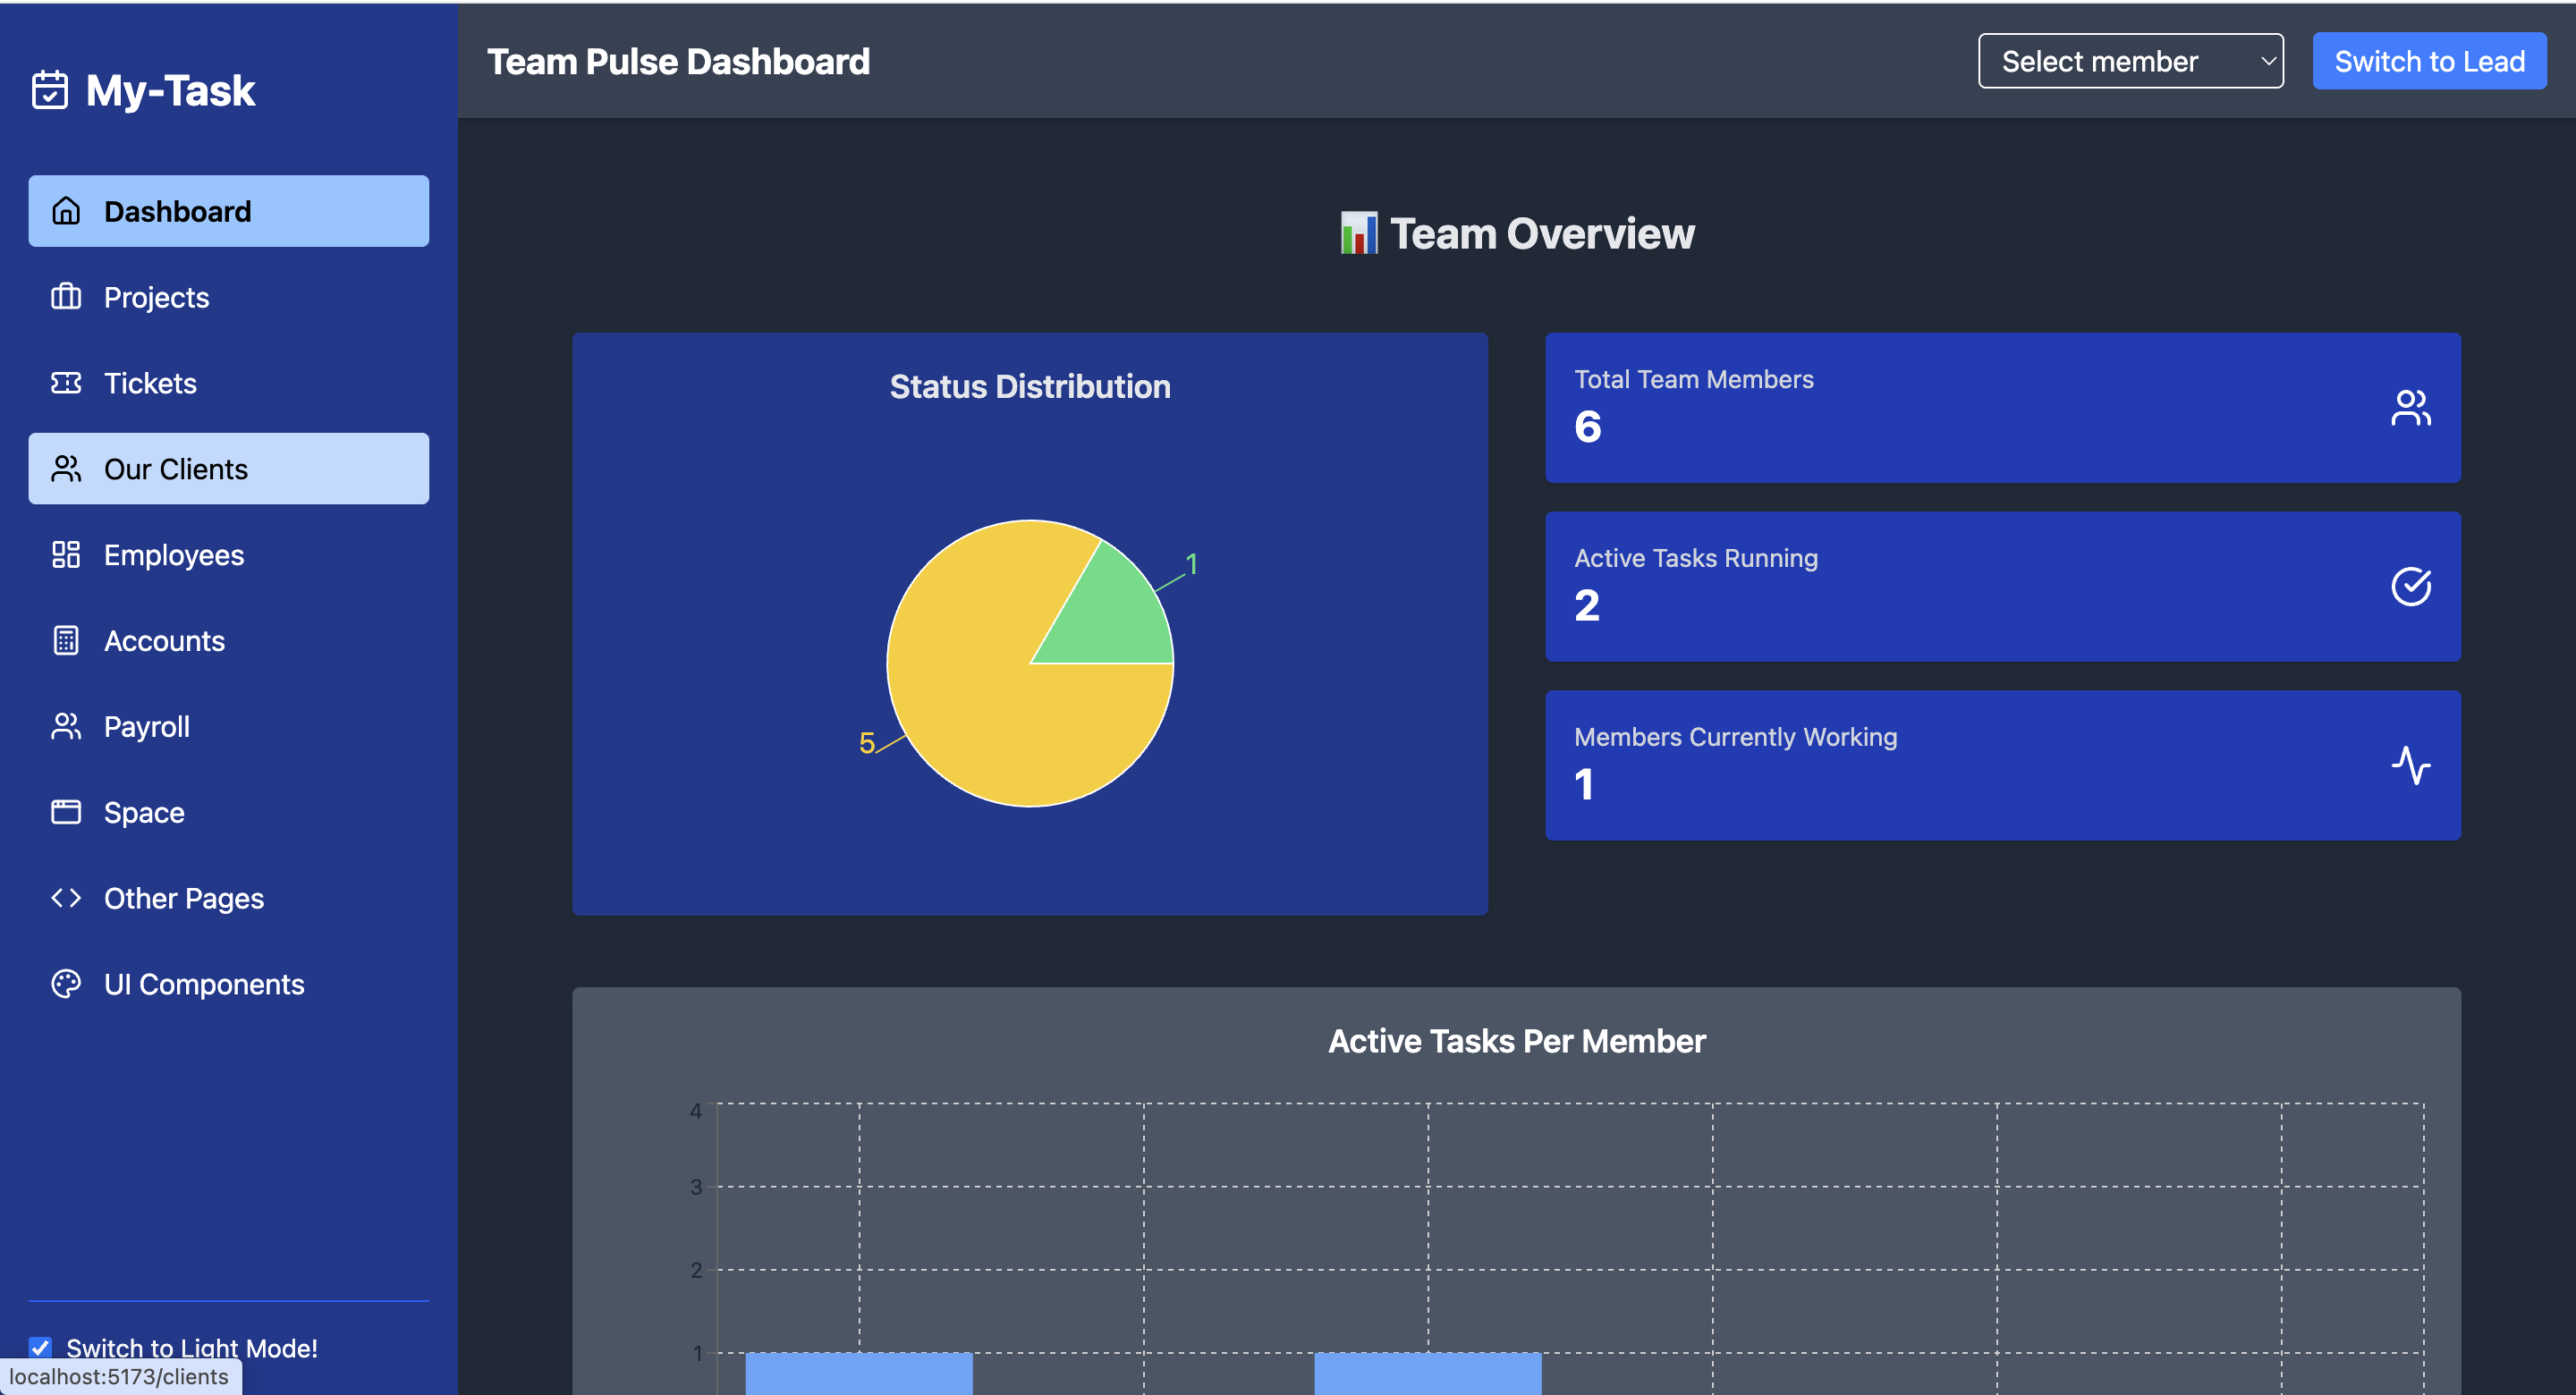 My-Task
Dashboard
Projects
Tickets
Our Clients
Employees
Accounts
Payroll
Space
Other Pages
UI Components
Switch to Light Mode!
localhost:5173/clients
Team Pulse Dashboard
Select member
Switch to Lead
Team Overview
Status Distribution
1
5
Total Team Members
6
Active Tasks Running
2
Members Currently Working
1
Active Tasks Per Member
4
3
2
1